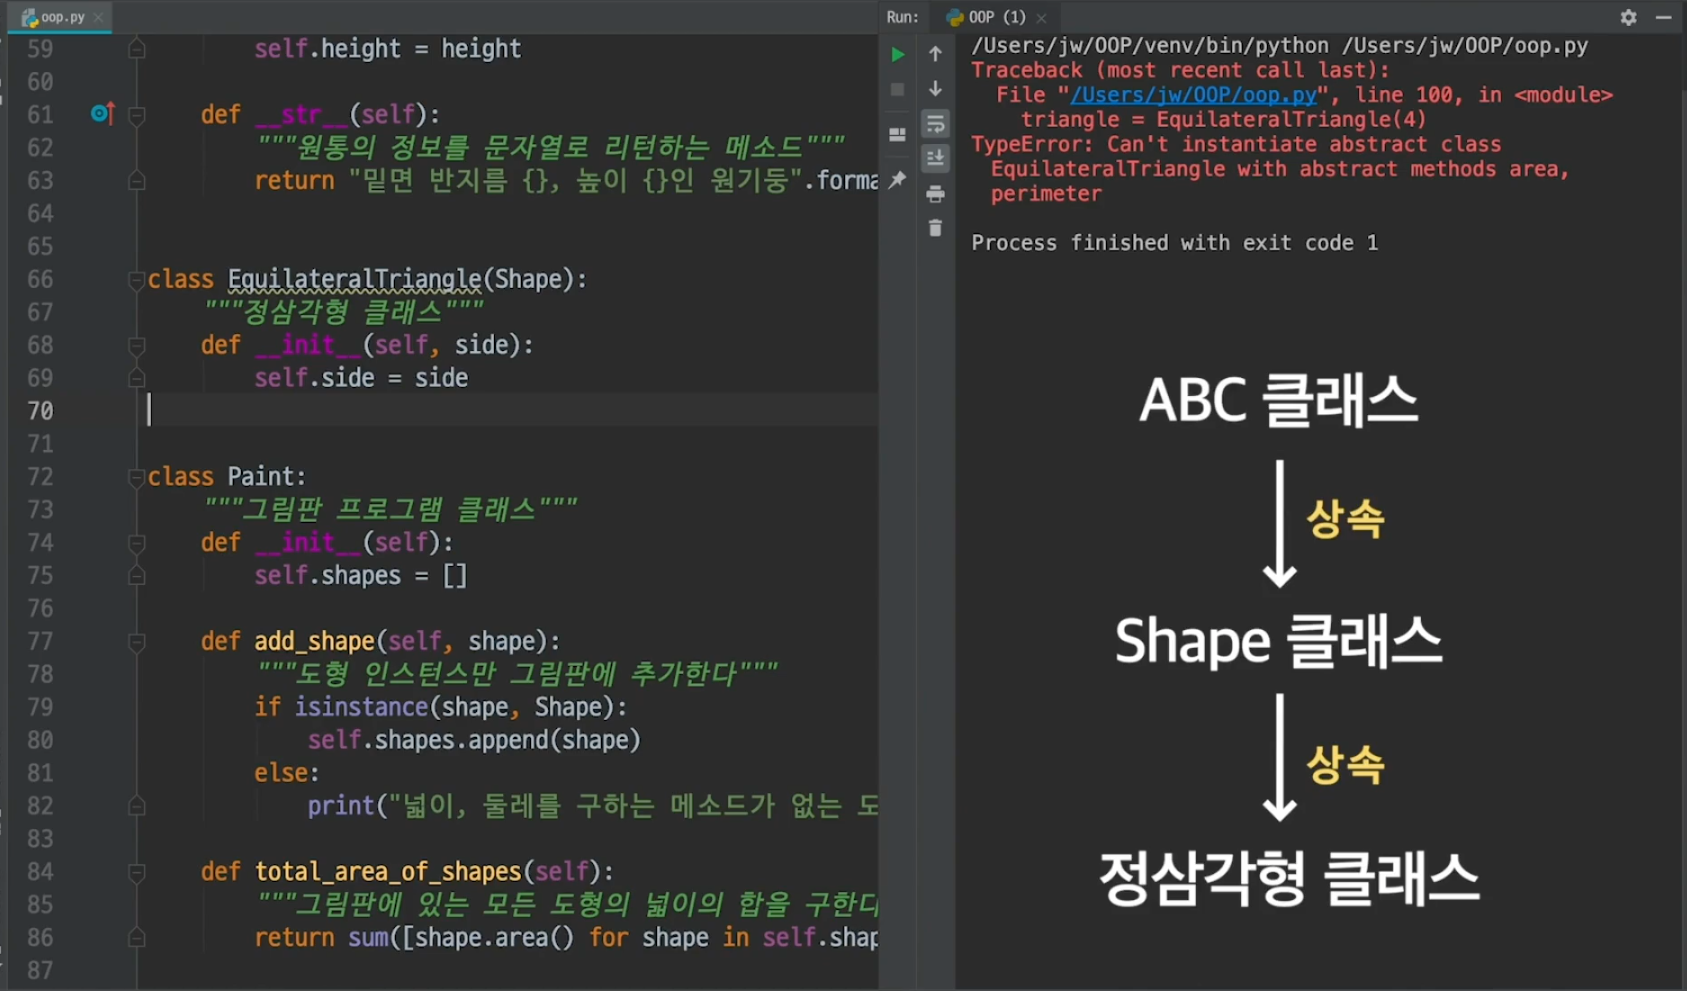 oop.py
59 self.height = height
60
61 def __str__(self):
62 """원통의 정보를 문자열로 리턴하는 메소드"""
63 return "밑면 반지름 {}, 높이 {}인 원기둥".forma
64
65
66 class EquilateralTriangle(Shape):
67 """정삼각형 클래스"""
68 def __init__(self, side):
69 self.side = side
70
71
72 class Paint:
73 """그림판 프로그램 클래스"""
74 def __init__(self):
75 self.shapes = []
76
77 def add_shape(self, shape):
78 """도형 인스턴스만 그림판에 추가한다"""
79 if isinstance(shape, Shape):
80 self.shapes.append(shape)
81 else:
82 print("넓이, 둘레를 구하는 메소드가 없는 도
83
84 def total_area_of_shapes(self):
85 """그림판에 있는 모든 도형의 넓이의 합을 구한다
86 return sum([shape.area() for shape in self.shap
87
Run: OOP (1)
/Users/jw/OOP/venv/bin/python /Users/jw/OOP/oop.py
Traceback (most recent call last):
File "/Users/jw/OOP/oop.py", line 100, in <module>
triangle = EquilateralTriangle(4)
TypeError: Can't instantiate abstract class
EquilateralTriangle with abstract methods area,
perimeter
Process finished with exit code 1
ABC 클래스
상속
Shape 클래스
상속
정삼각형 클래스